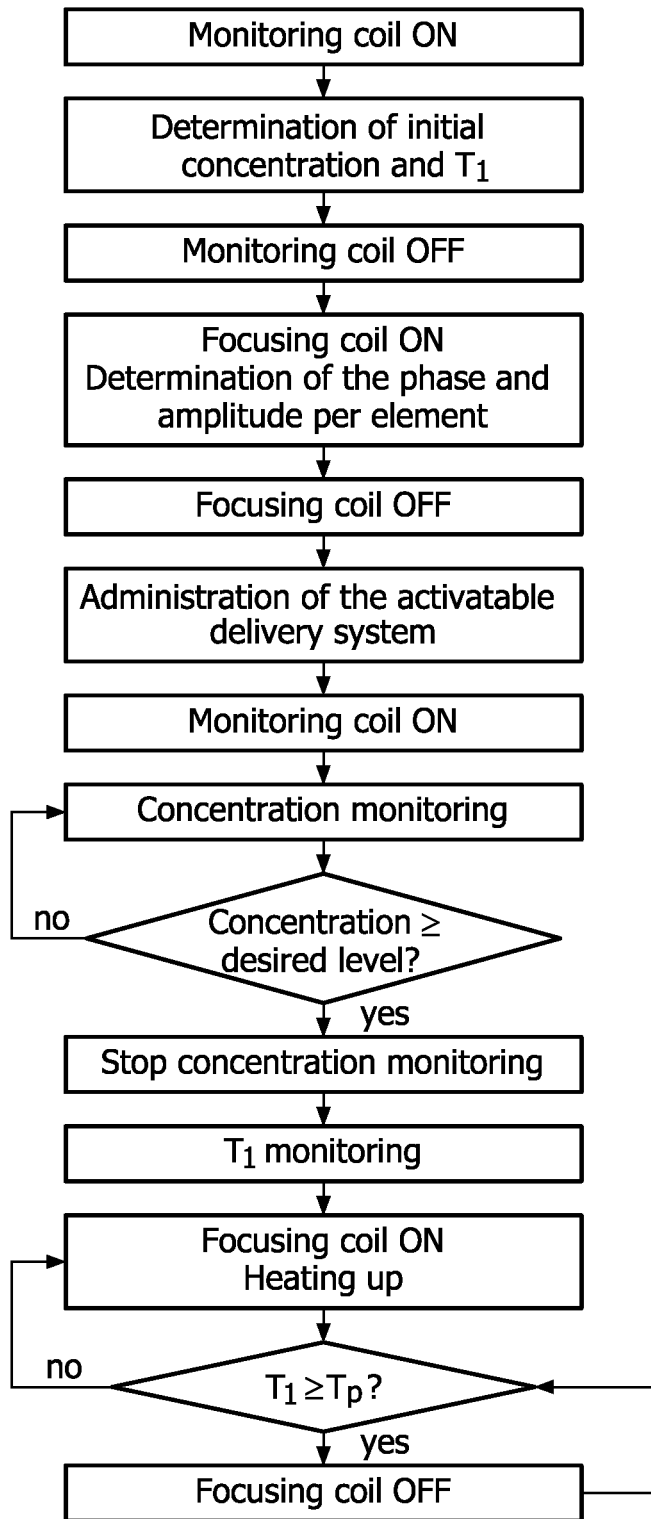 Monitoring coil ON
Determination of initial
concentration and T₁
Monitoring coil OFF
Focusing coil ON
Determination of the phase and
amplitude per element
Focusing coil OFF
Administration of the activatable
delivery system
Monitoring coil ON
Concentration monitoring
no
Concentration ≥
desired level?
yes
Stop concentration monitoring
T₁ monitoring
Focusing coil ON
Heating up
no
T₁ ≥Tₚ?
yes
Focusing coil OFF